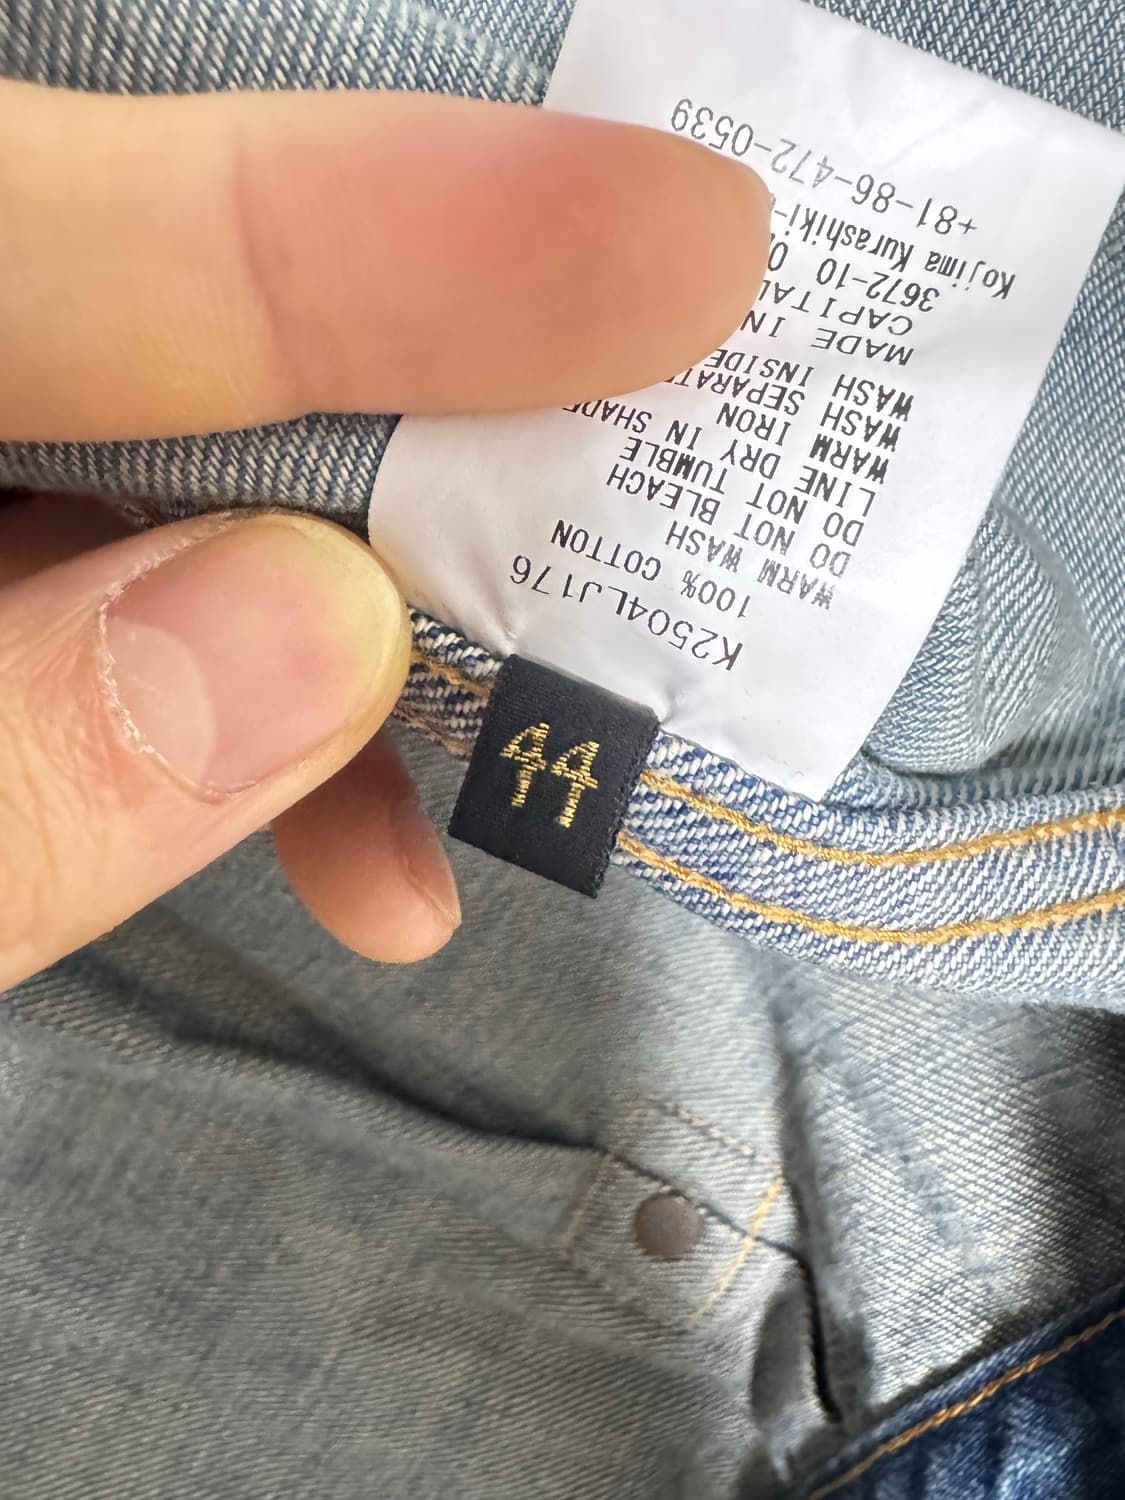 K2504LJ176
100% COTTON
WARM WASH
DO NOT BLEACH
DO NOT TUMBLE
LINE DRY IN SHADE
WARM IRON
WASH SEPARAT
WASH INSIDE
MADE IN
CAPITAL
3672-10
Kojima Kurashiki-
+81-86-472-0539
44